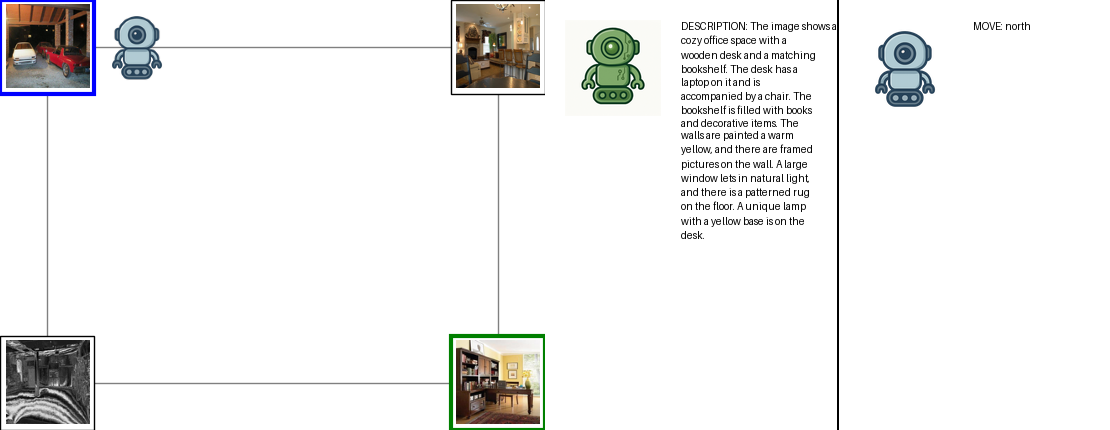 DESCRIPTION: The image shows a
cozy office space with a
wooden desk and a matching
bookshelf. The desk has a
laptop on it and is
accompanied by a chair. The
bookshelf is filled with books
and decorative items. The
walls are painted a warm
yellow, and there are framed
pictures on the wall. A large
window lets in natural light,
and there is a patterned rug
on the floor. A unique lamp
with a yellow base is on the
desk.
MOVE: north